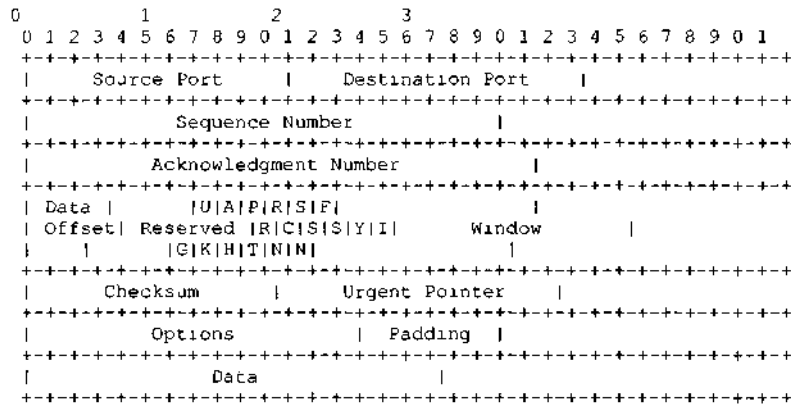 0 1 2 3
0 1 2 3 4 5 6 7 8 9 0 1 2 3 4 5 6 7 8 9 0 1 2 3 4 5 6 7 8 9 0 1
+-+-+-+-+-+-+-+-+-+-+-+-+-+-+-+-+-+-+-+-+-+-+-+-+-+-+-+-+-+-+-+-+
| Source Port | Destination Port |
+-+-+-+-+-+-+-+-+-+-+-+-+-+-+-+-+-+-+-+-+-+-+-+-+-+-+-+-+-+-+-+-+
| Sequence Number |
+-+-+-+-+-+-+-+-+-+-+-+-+-+-+-+-+-+-+-+-+-+-+-+-+-+-+-+-+-+-+-+-+
| Acknowledgment Number |
+-+-+-+-+-+-+-+-+-+-+-+-+-+-+-+-+-+-+-+-+-+-+-+-+-+-+-+-+-+-+-+-+
| Data | |U|A|P|R|S|F| |
| Offset| Reserved |R|C|S|S|Y|I| Window |
| | |G|K|H|T|N|N| |
+-+-+-+-+-+-+-+-+-+-+-+-+-+-+-+-+-+-+-+-+-+-+-+-+-+-+-+-+-+-+-+-+
| Checksum | Urgent Pointer |
+-+-+-+-+-+-+-+-+-+-+-+-+-+-+-+-+-+-+-+-+-+-+-+-+-+-+-+-+-+-+-+-+
| Options | Padding |
+-+-+-+-+-+-+-+-+-+-+-+-+-+-+-+-+-+-+-+-+-+-+-+-+-+-+-+-+-+-+-+-+
| Data |
+-+-+-+-+-+-+-+-+-+-+-+-+-+-+-+-+-+-+-+-+-+-+-+-+-+-+-+-+-+-+-+-+